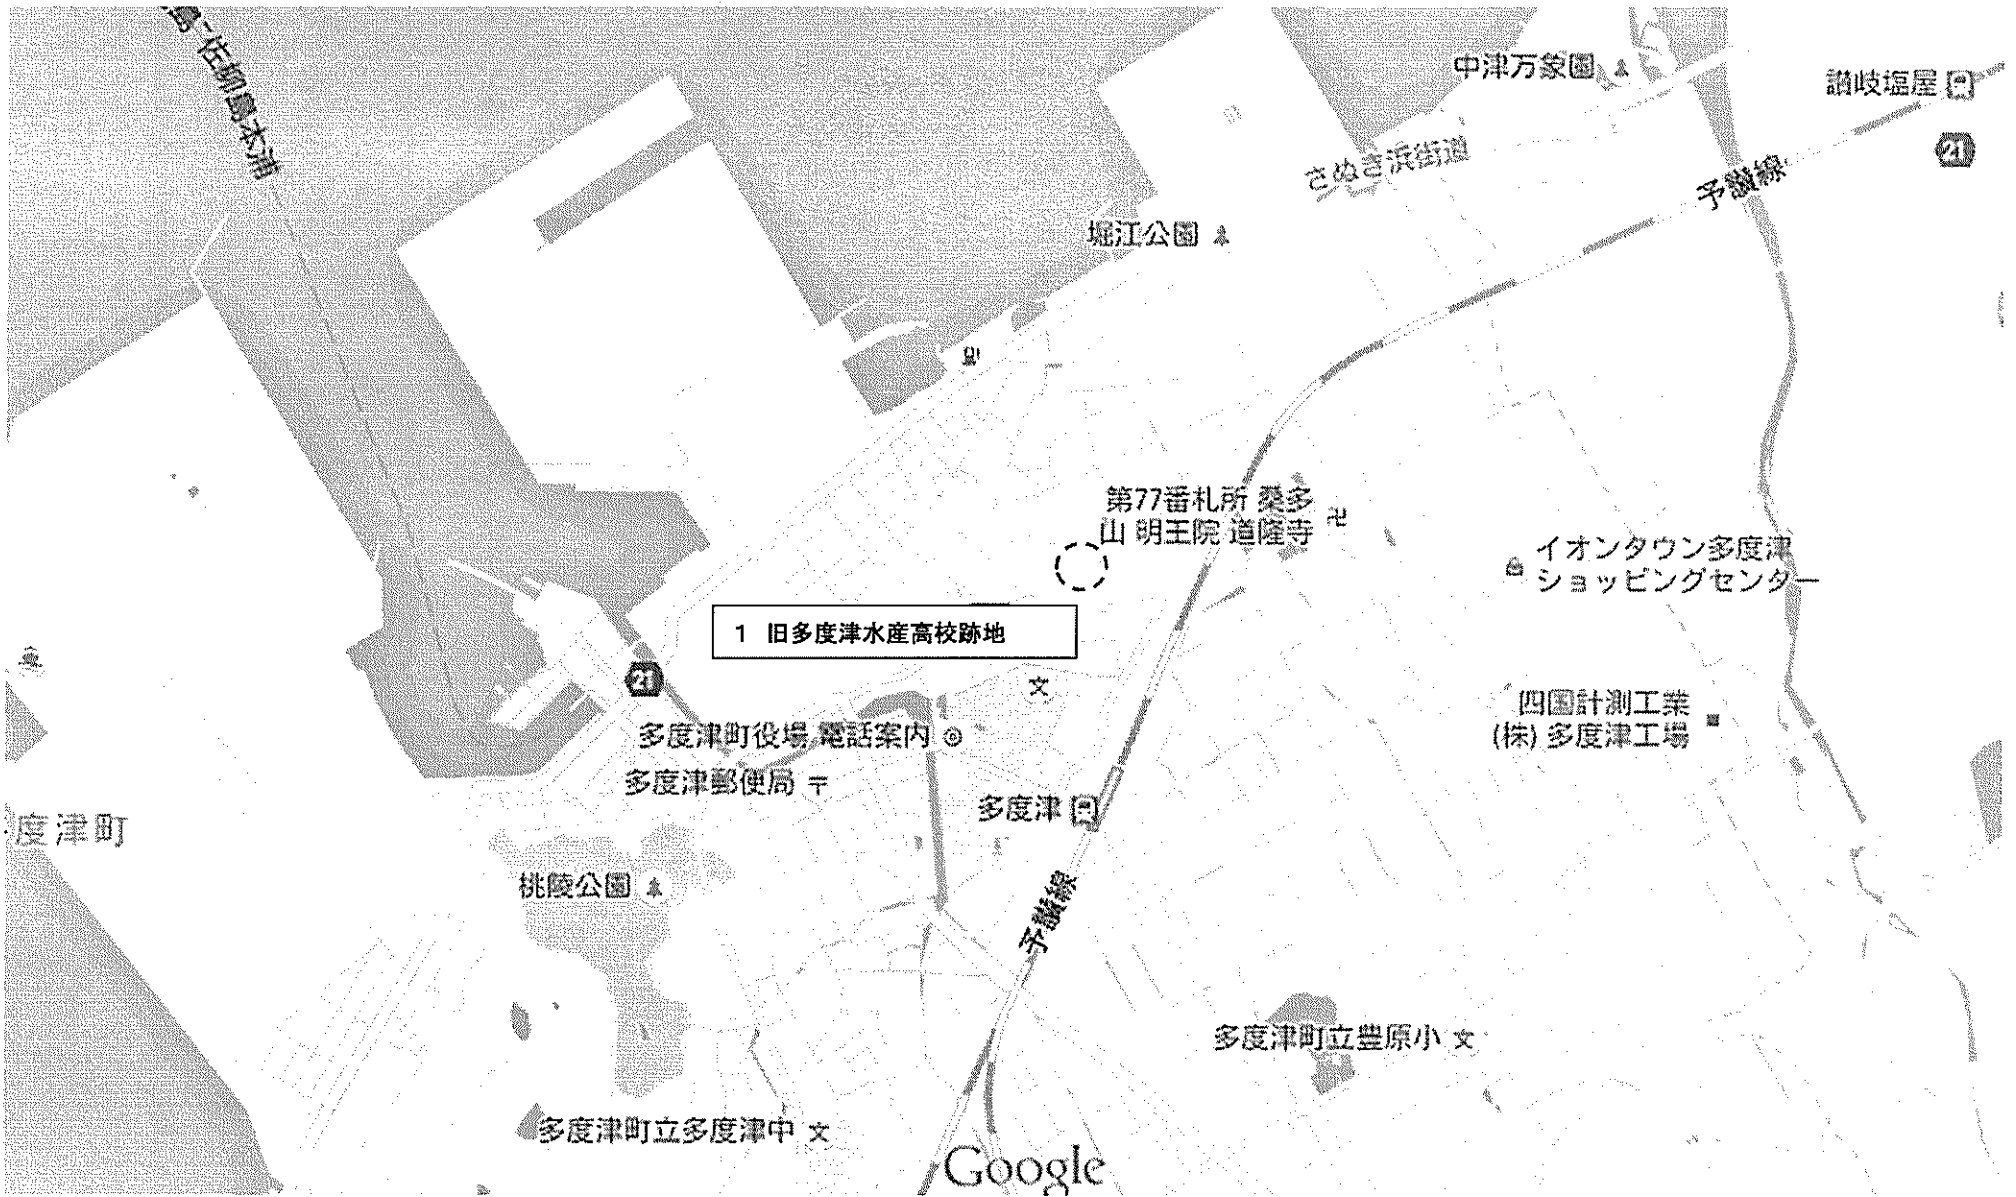 佐柳島本浦
中津万象園
讃岐塩屋
21
さぬき浜街道
予讃線
堀江公園
第77番札所 桑多
山 明王院 道隆寺
イオンタウン多度津
ショッピングセンター
1 旧多度津水産高校跡地
文
21
四国計測工業
(株) 多度津工場
多度津町役場 電話案内
多度津郵便局 〒
多度津
度津町
桃陵公園
予讃線
多度津町立豊原小 文
多度津町立多度津中 文
Google